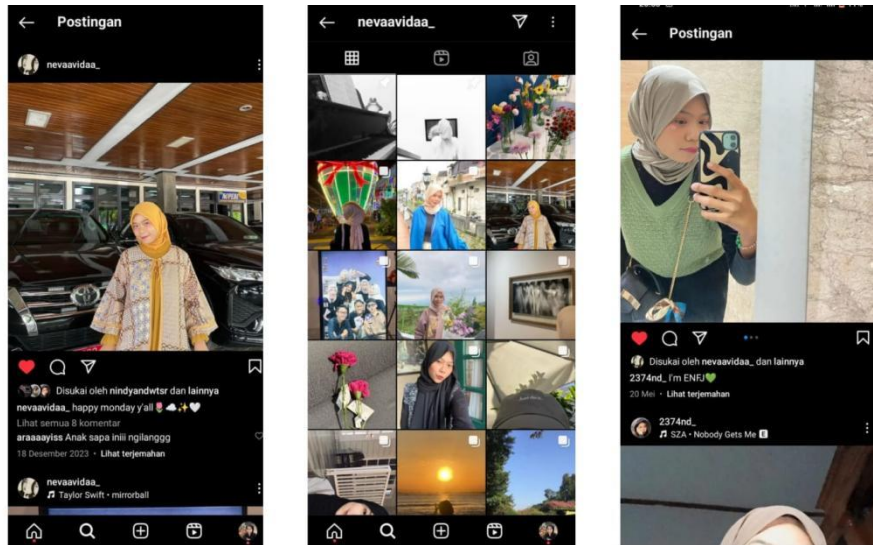 Postingan
nevaavidaa_
Disukai oleh nindyandwtsr dan lainnya
nevaavidaa_ happy monday y'all🌷☁️✨🤍
Lihat semua 8 komentar
araaaayiss Anak sapa iniii ngilanggg
18 Desember 2023 • Lihat terjemahan
nevaavidaa_
Taylor Swift • mirrorball
nevaavidaa_
Postingan
Disukai oleh nevaavidaa_ dan lainnya
2374nd_ I'm ENFJ💚
20 Mei • Lihat terjemahan
2374nd_
SZA • Nobody Gets Me E